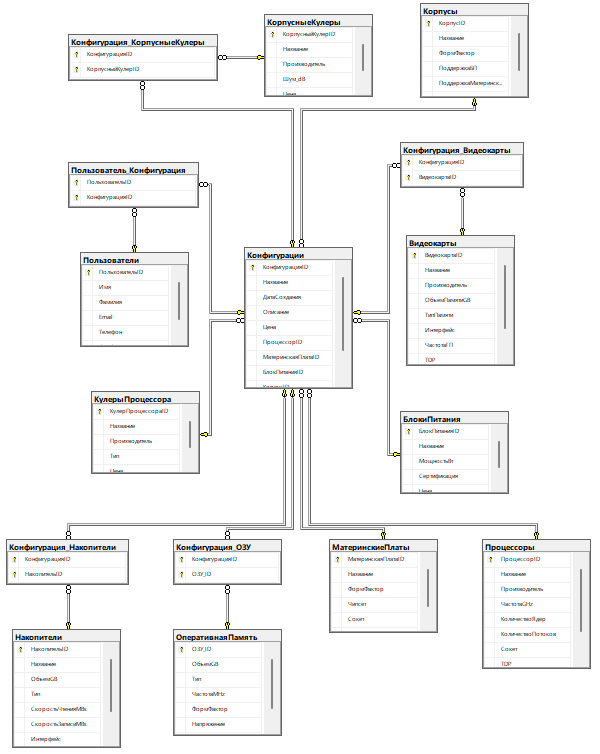 Корпусы
КорпусID
Название
ФормФактор
ПоддержкаБП
ПоддержкаМатеринск...
КорпусныеКулеры
КорпусныйКулерID
Название
Производитель
Шум_dB
Цена
Конфигурация_КорпусныеКулеры
КонфигурацияID
КорпусныйКулерID
Конфигурация_Видеокарты
КонфигурацияID
ВидеокартаID
Пользователь_Конфигурация
ПользовательID
КонфигурацияID
Видеокарты
ВидеокартаID
Название
Производитель
ОбъемПамятиGB
ТипПамяти
Интерфейс
ЧастотаГП
TDP
Конфигурации
КонфигурацияID
Название
ДатаСоздания
Описание
Цена
ПроцессорID
МатеринскаяПлатаID
БлокПитанияID
КорпусID
Пользователи
ПользовательID
Имя
Фамилия
Email
Телефон
КулерыПроцессора
КулерПроцессораID
Название
Производитель
Тип
Цена
БлокиПитания
БлокПитанияID
Название
МощностьВт
Сертификация
Цена
Конфигурация_Накопители
КонфигурацияID
НакопительID
Конфигурация_ОЗУ
КонфигурацияID
ОЗУ_ID
МатеринскиеПлаты
МатеринскаяПлатаID
Название
ФормФактор
Чипсет
Сокет
Процессоры
ПроцессорID
Название
Производитель
ЧастотаGHz
КоличествоЯдер
КоличествоПотоков
Сокет
TDP
Накопители
НакопительID
Название
ОбъемGB
Тип
СкоростьЧтенияMBs
СкоростьЗаписиMBs
Интерфейс
ОперативнаяПамять
ОЗУ_ID
ОбъемGB
Тип
ЧастотаMHz
ФормФактор
Напряжение